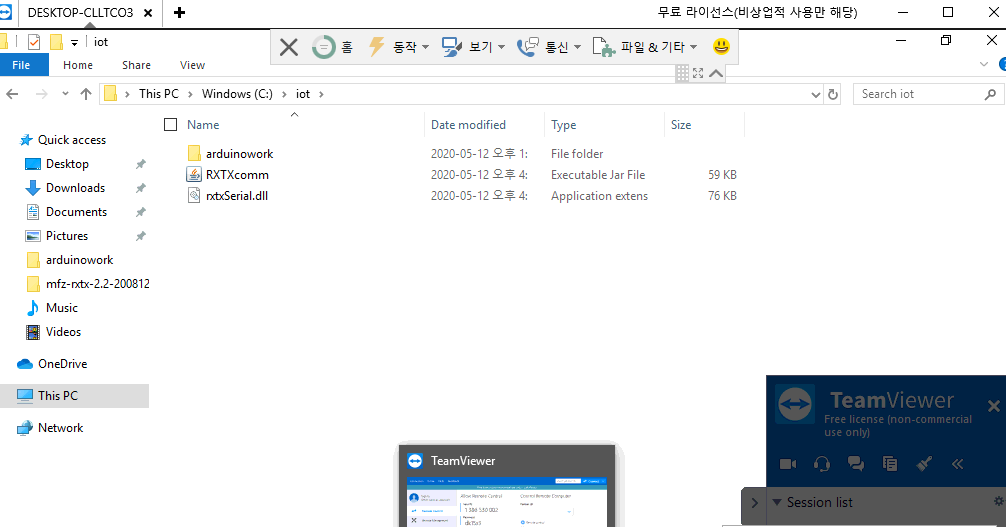 DESKTOP-CLLTCO3
무료 라이선스(비상업적 사용만 해당)
iot
홈 동작 보기 통신 파일 & 기타
File Home Share View
This PC Windows (C:) iot
Search iot
Name Date modified Type Size
Quick access
Desktop
Downloads
Documents
Pictures
arduinowork
mfz-rxtx-2.2-200812
Music
Videos
OneDrive
This PC
Network
arduinowork 2020-05-12 오후 1: File folder
RXTXcomm 2020-05-12 오후 4: Executable Jar File 59 KB
rxtxSerial.dll 2020-05-12 오후 4: Application extens 76 KB
TeamViewer
Free license (non-commercial
use only)
Session list
TeamViewer
Allow Remote Control